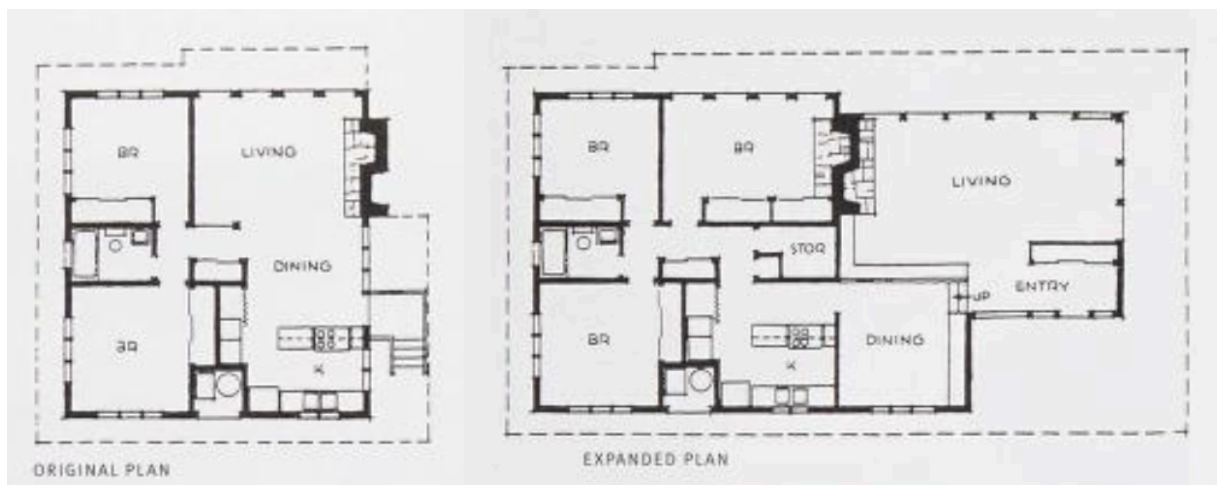 BR
LIVING
DINING
BR
K
ORIGINAL PLAN
BR
BR
LIVING
STOR
ENTRY
UP
BR
DINING
K
EXPANDED PLAN